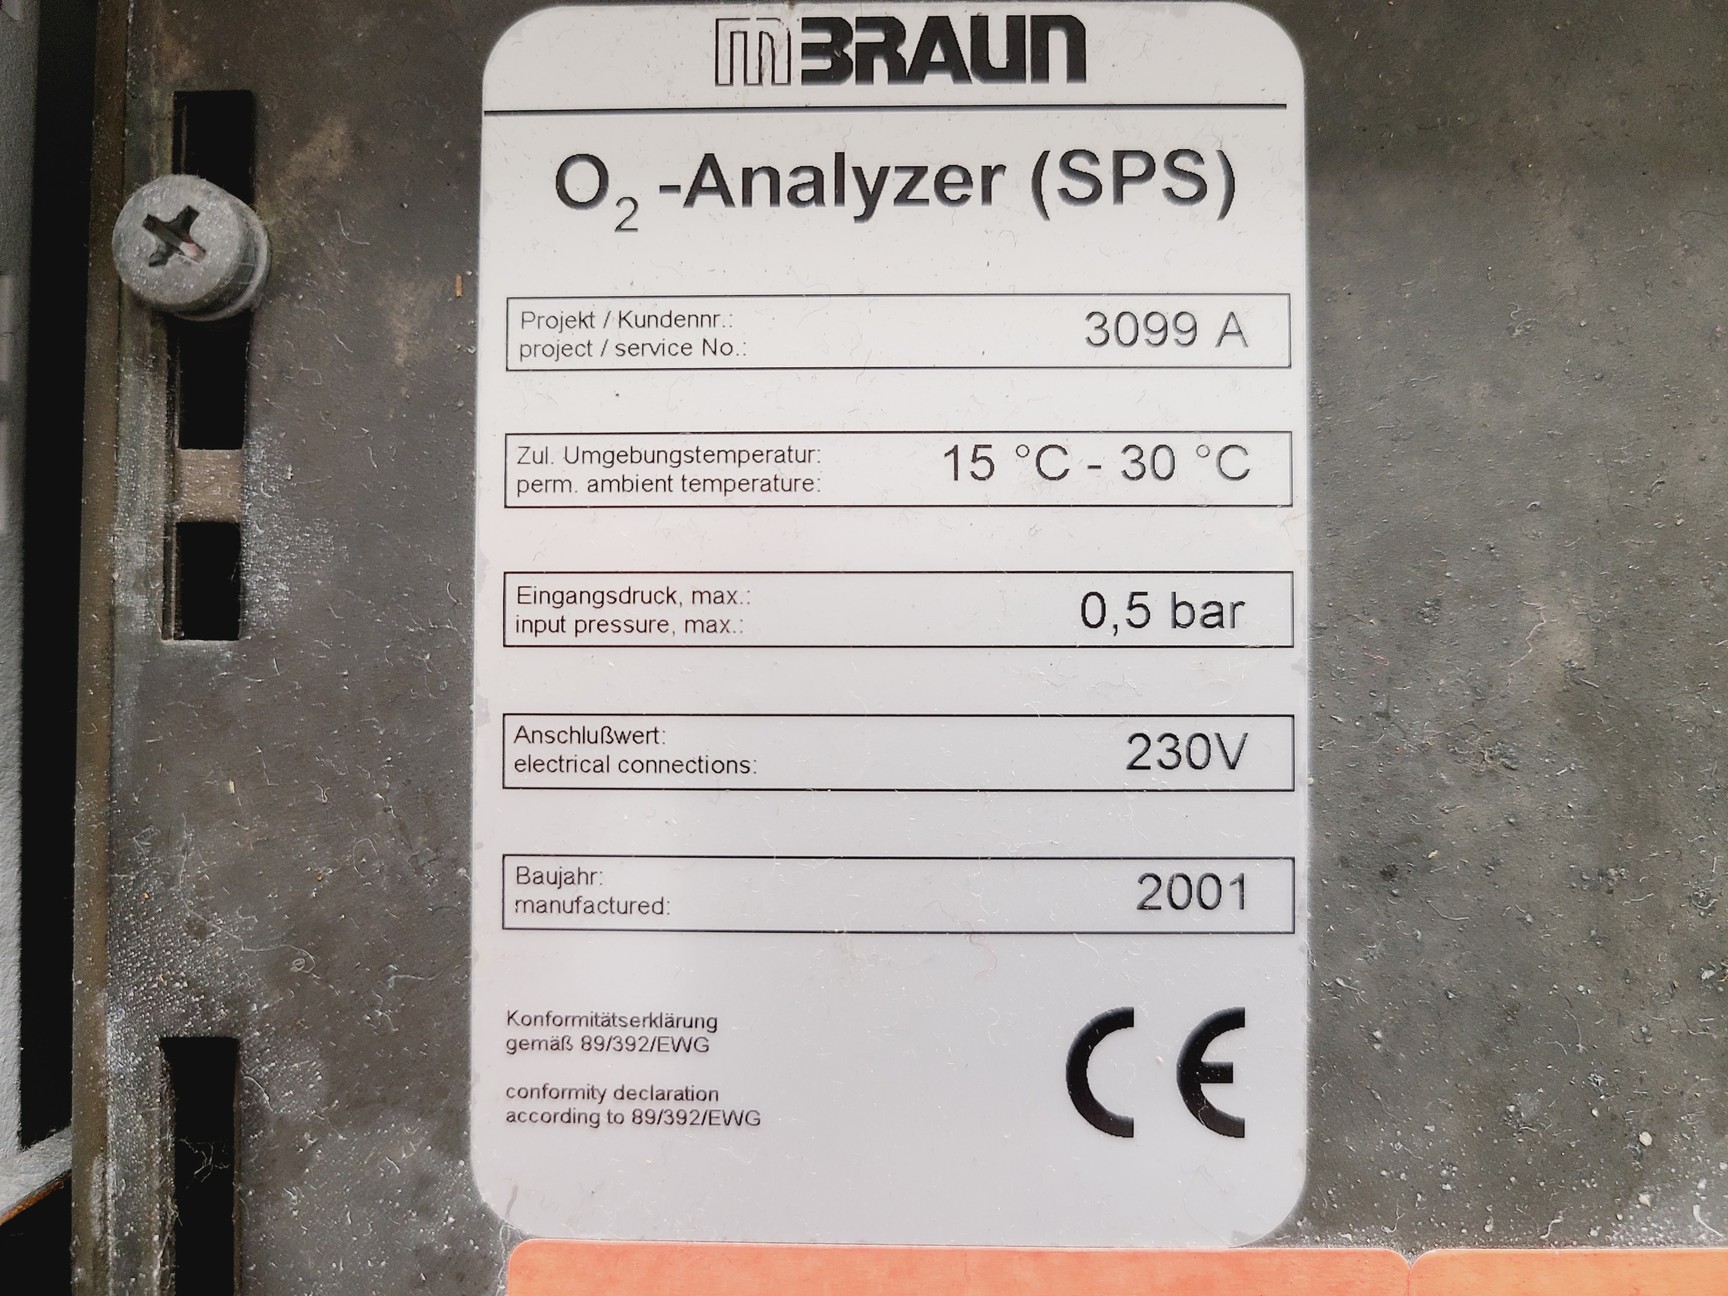 mBRAUN
O2-Analyzer (SPS)
Projekt / Kundennr.:
project / service No.:
3099 A
Zul. Umgebungstemperatur:
perm. ambient temperature:
15 °C - 30 °C
Eingangsdruck, max.:
input pressure, max.:
0,5 bar
Anschlußwert:
electrical connections:
230V
Baujahr:
manufactured:
2001
Konformitätserklärung
gemäß 89/392/EWG
conformity declaration
according to 89/392/EWG
CE